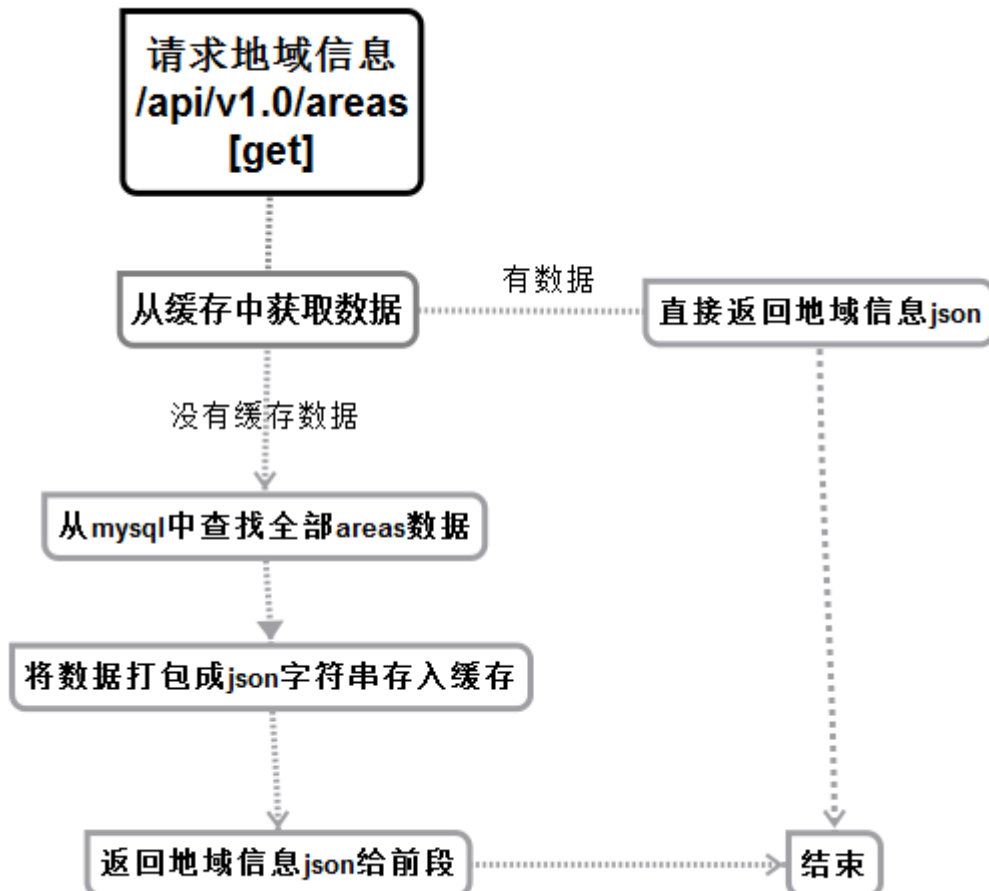 请求地域信息
/api/v1.0/areas
[get]
从缓存中获取数据
有数据
直接返回地域信息json
没有缓存数据
从mysql中查找全部areas数据
将数据打包成json字符串存入缓存
返回地域信息json给前段
结束